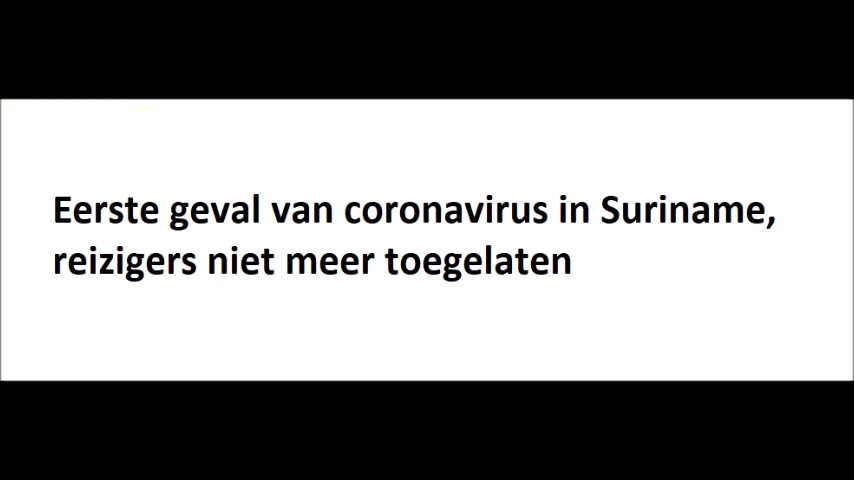 Eerste geval van coronavirus in Suriname,
reizigers niet meer toegelaten